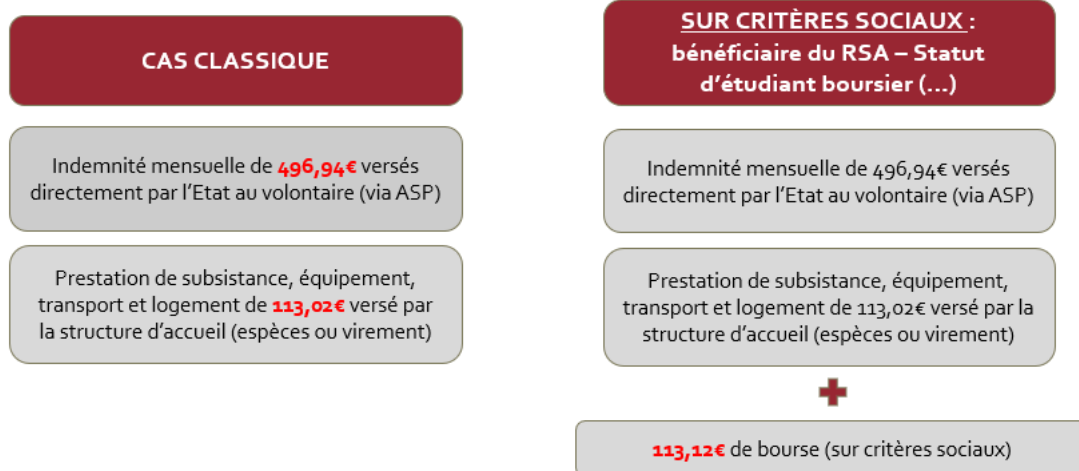 CAS CLASSIQUE
Indemnité mensuelle de 496,94€ versés
directement par l'Etat au volontaire (via ASP)
Prestation de subsistance, équipement,
transport et logement de 113,02€ versé par
la structure d'accueil (espèces ou virement)
SUR CRITÈRES SOCIAUX :
bénéficiaire du RSA – Statut
d'étudiant boursier (...)
Indemnité mensuelle de 496,94€ versés
directement par l'Etat au volontaire (via ASP)
Prestation de subsistance, équipement,
transport et logement de 113,02€ versé par la
structure d'accueil (espèces ou virement)
113,12€ de bourse (sur critères sociaux)